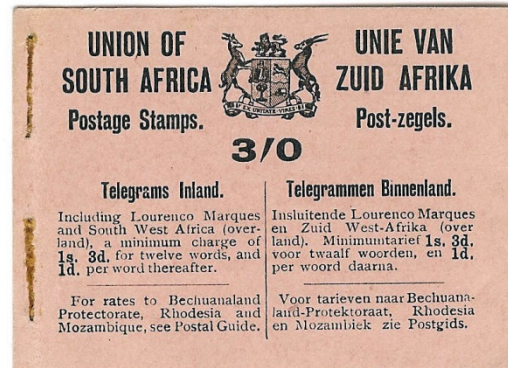 UNION OF
SOUTH AFRICA
Postage Stamps.
EX UNITATE VIRES
UNIE VAN
ZUID AFRIKA
Post-zegels.
3/0
Telegrams Inland.
Including Lourenco Marques
and South West Africa (over-
land), a minimum charge of
1s. 3d. for twelve words, and
1d. per word thereafter.
For rates to Bechuanaland
Protectorate, Rhodesia and
Mozambique, see Postal Guide.
Telegrammen Binnenland.
Insluitende Lourenco Marques
en Zuid West-Afrika (over
land). Minimumtarief 1s, 3d.
voor twaalf woorden, en 1d.
per woord daarna.
Voor tarieven naar Bechuana-
land-Protektoraat, Rhodesia
en Mozambiek zie Postgids.